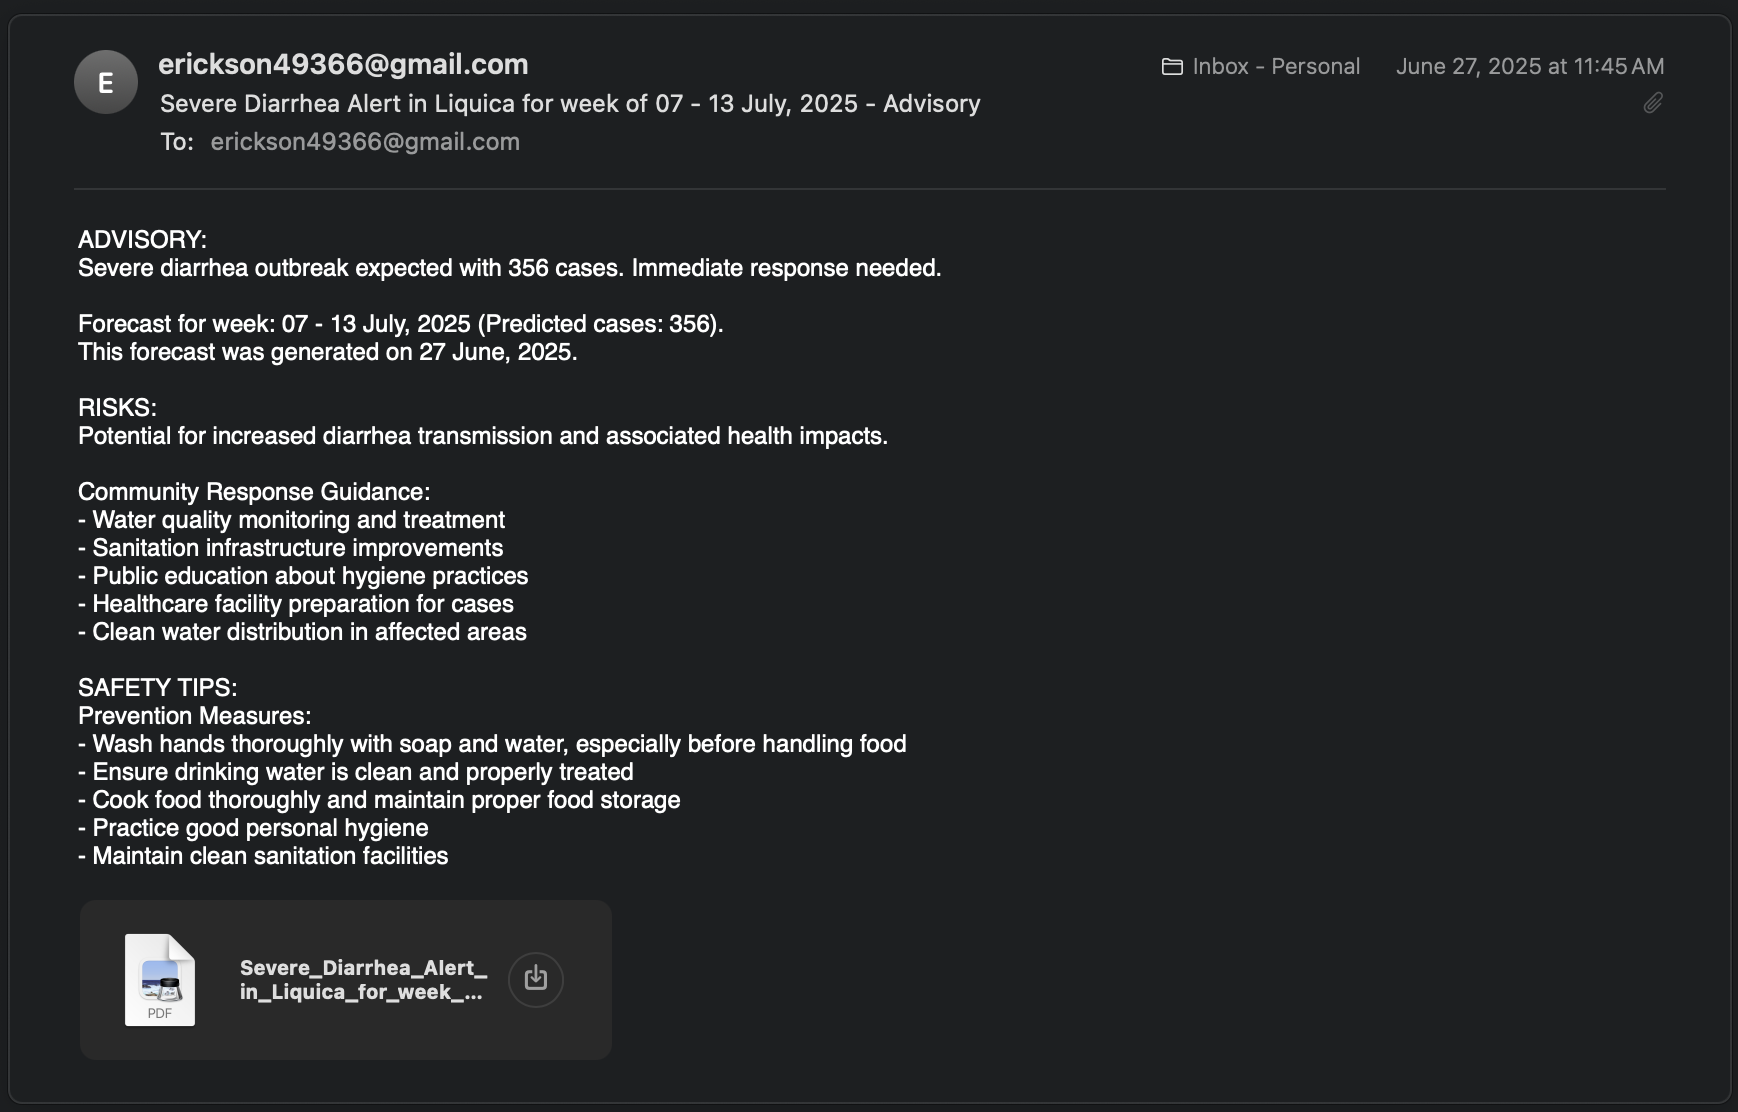 E
erickson49366@gmail.com
Inbox - Personal June 27, 2025 at 11:45 AM
Severe Diarrhea Alert in Liquica for week of 07 - 13 July, 2025 - Advisory
To: erickson49366@gmail.com
ADVISORY:
Severe diarrhea outbreak expected with 356 cases. Immediate response needed.
Forecast for week: 07 - 13 July, 2025 (Predicted cases: 356).
This forecast was generated on 27 June, 2025.
RISKS:
Potential for increased diarrhea transmission and associated health impacts.
Community Response Guidance:
- Water quality monitoring and treatment
- Sanitation infrastructure improvements
- Public education about hygiene practices
- Healthcare facility preparation for cases
- Clean water distribution in affected areas
SAFETY TIPS:
Prevention Measures:
- Wash hands thoroughly with soap and water, especially before handling food
- Ensure drinking water is clean and properly treated
- Cook food thoroughly and maintain proper food storage
- Practice good personal hygiene
- Maintain clean sanitation facilities
Severe_Diarrhea_Alert_
in_Liquica_for_week_...
PDF